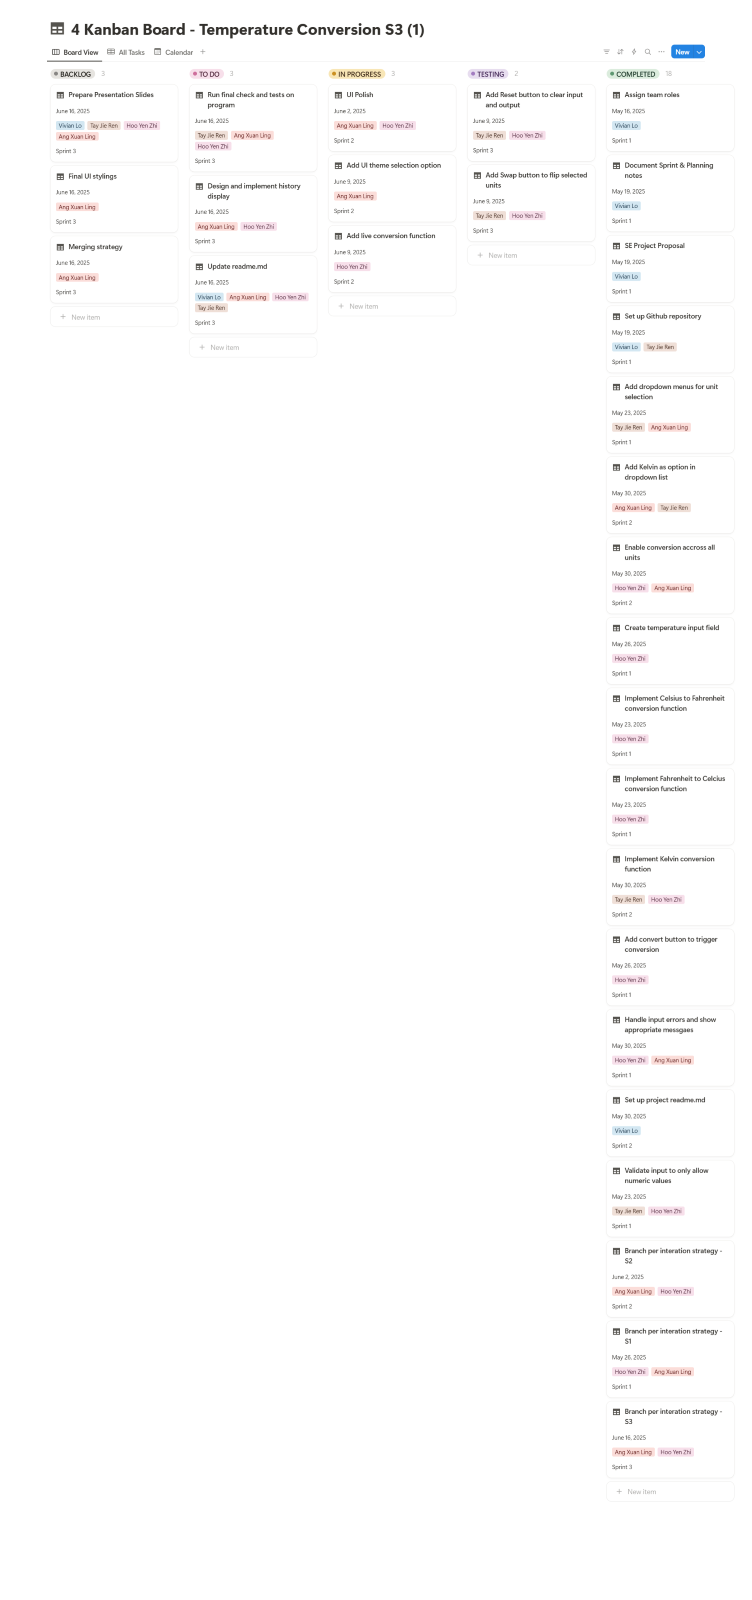 4 Kanban Board - Temperature Conversion S3 (1)
Board View All Tasks Calendar
New
BACKLOG 3
Prepare Presentation Slides
June 16, 2025
Vivian Lo Tay Jie Ren Hoo Yen Zhi
Ang Xuan Ling
Sprint 3
Final UI stylings
June 16, 2025
Ang Xuan Ling
Sprint 3
Merging strategy
June 16, 2025
Ang Xuan Ling
Sprint 3
New item
TO DO 3
Run final check and tests on
program
June 16, 2025
Tay Jie Ren Ang Xuan Ling
Hoo Yen Zhi
Sprint 3
Design and implement history
display
June 16, 2025
Ang Xuan Ling Hoo Yen Zhi
Sprint 3
Update readme.md
June 16, 2025
Vivian Lo Ang Xuan Ling Hoo Yen Zhi
Tay Jie Ren
Sprint 3
New item
IN PROGRESS 3
UI Polish
June 2, 2025
Ang Xuan Ling Hoo Yen Zhi
Sprint 2
Add UI theme selection option
June 9, 2025
Ang Xuan Ling
Sprint 2
Add live conversion function
June 9, 2025
Hoo Yen Zhi
Sprint 2
New item
TESTING 2
Add Reset button to clear input
and output
June 9, 2025
Tay Jie Ren Hoo Yen Zhi
Sprint 3
Add Swap button to flip selected
units
June 9, 2025
Tay Jie Ren Hoo Yen Zhi
Sprint 3
New item
COMPLETED 18
Assign team roles
May 16, 2025
Vivian Lo
Sprint 1
Document Sprint & Planning
notes
May 19, 2025
Vivian Lo
Sprint 1
SE Project Proposal
May 19, 2025
Vivian Lo
Sprint 1
Set up Github repository
May 19, 2025
Vivian Lo Tay Jie Ren
Sprint 1
Add dropdown menus for unit
selection
May 23, 2025
Tay Jie Ren Ang Xuan Ling
Sprint 1
Add Kelvin as option in
dropdown list
May 30, 2025
Ang Xuan Ling Tay Jie Ren
Sprint 2
Enable conversion accross all
units
May 30, 2025
Hoo Yen Zhi Ang Xuan Ling
Sprint 2
Create temperature input field
May 26, 2025
Hoo Yen Zhi
Sprint 1
Implement Celsius to Fahrenheit
conversion function
May 23, 2025
Hoo Yen Zhi
Sprint 1
Implement Fahrenheit to Celcius
conversion function
May 23, 2025
Hoo Yen Zhi
Sprint 1
Implement Kelvin conversion
function
May 30, 2025
Tay Jie Ren Hoo Yen Zhi
Sprint 2
Add convert button to trigger
conversion
May 26, 2025
Hoo Yen Zhi
Sprint 1
Handle input errors and show
appropriate messgaes
May 30, 2025
Hoo Yen Zhi Ang Xuan Ling
Sprint 1
Set up project readme.md
May 30, 2025
Vivian Lo
Sprint 2
Validate input to only allow
numeric values
May 23, 2025
Tay Jie Ren Hoo Yen Zhi
Sprint 1
Branch per interation strategy -
S2
June 2, 2025
Ang Xuan Ling Hoo Yen Zhi
Sprint 2
Branch per interation strategy -
S1
May 26, 2025
Hoo Yen Zhi Ang Xuan Ling
Sprint 1
Branch per interation strategy -
S3
June 16, 2025
Ang Xuan Ling Hoo Yen Zhi
Sprint 3
New item